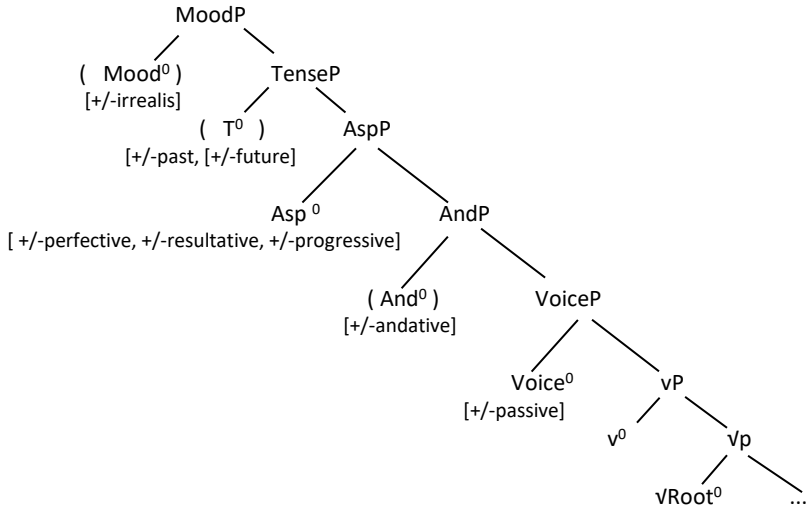 MoodP
( Mood⁰ ) TenseP
[+/-irrealis]
( T⁰ ) AspP
[+/-past, [+/-future]
Asp ⁰ AndP
[ +/-perfective, +/-resultative, +/-progressive]
( And⁰ ) VoiceP
[+/-andative]
Voice⁰ vP
[+/-passive]
v⁰ √p
√Root⁰ ...